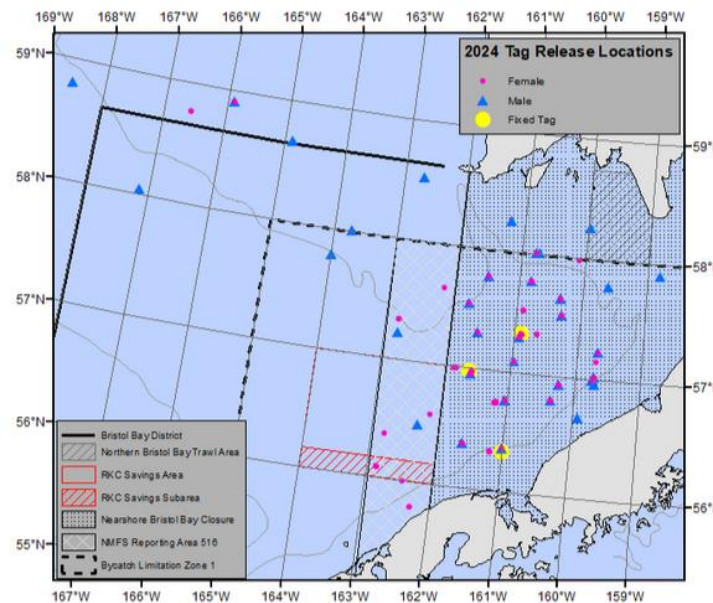 169°W 168°W 167°W 166°W 165°W 164°W 163°W 162°W 161°W 160°W 159°W
59°N
58°N
57°N
56°N
55°N
2024 Tag Release Locations
Female
Male
Fixed Tag
59°N
58°N
57°N
56°N
Bristol Bay District
Northern Bristol Bay Trawl Area
RKC Savings Area
RKC Savings Subarea
Nearshore Bristol Bay Closure
NMFS Reporting Area 516
Bycatch Limitation Zone 1
167°W 166°W 165°W 164°W 163°W 162°W 161°W 160°W 159°W